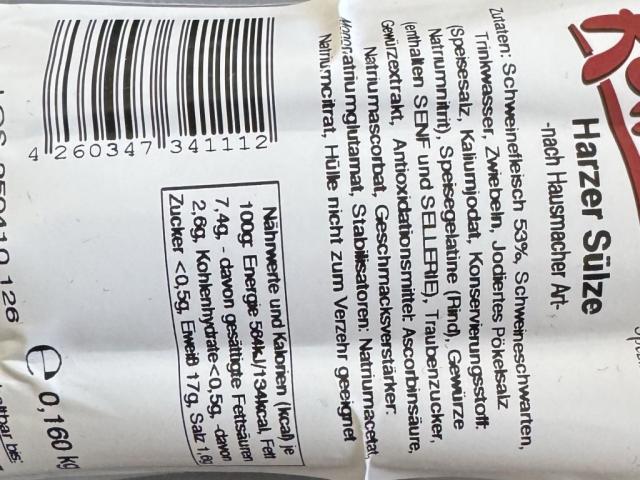 Harzer Sülze
-nach Hausmacher Art-
Zutaten: Schweinefleisch 53%, Schweineschwarten,
Trinkwasser, Zwiebeln, Jodiertes Pökelsalz
(Speisesalz, Kaliumjodat, Konservierungsstoff:
Natriumnitrit), Speisegelatine (Rind), Gewürze
(enthalten SENF und SELLERIE), Traubenzucker,
Gewürzextrakt, Antioxidationsmittel: Ascorbinsäure,
Natriumascorbat, Geschmacksverstärker:
Mononatriumglutamat, Stabilisatoren: Natriumacetat,
Natriumcitrat, Hülle nicht zum Verzehr geeignet
Nährwerte und Kalorien (kcal) je
100g: Energie 564kJ/134kcal, Fett
7,4g, - davon gesättigte Fettsäuren
2,6g, Kohlenhydrate<0,5g, -davon
Zucker <0,5g, Eiweiß 17g, Salz 1,8g
4 260347 341112
e 0,160 kg